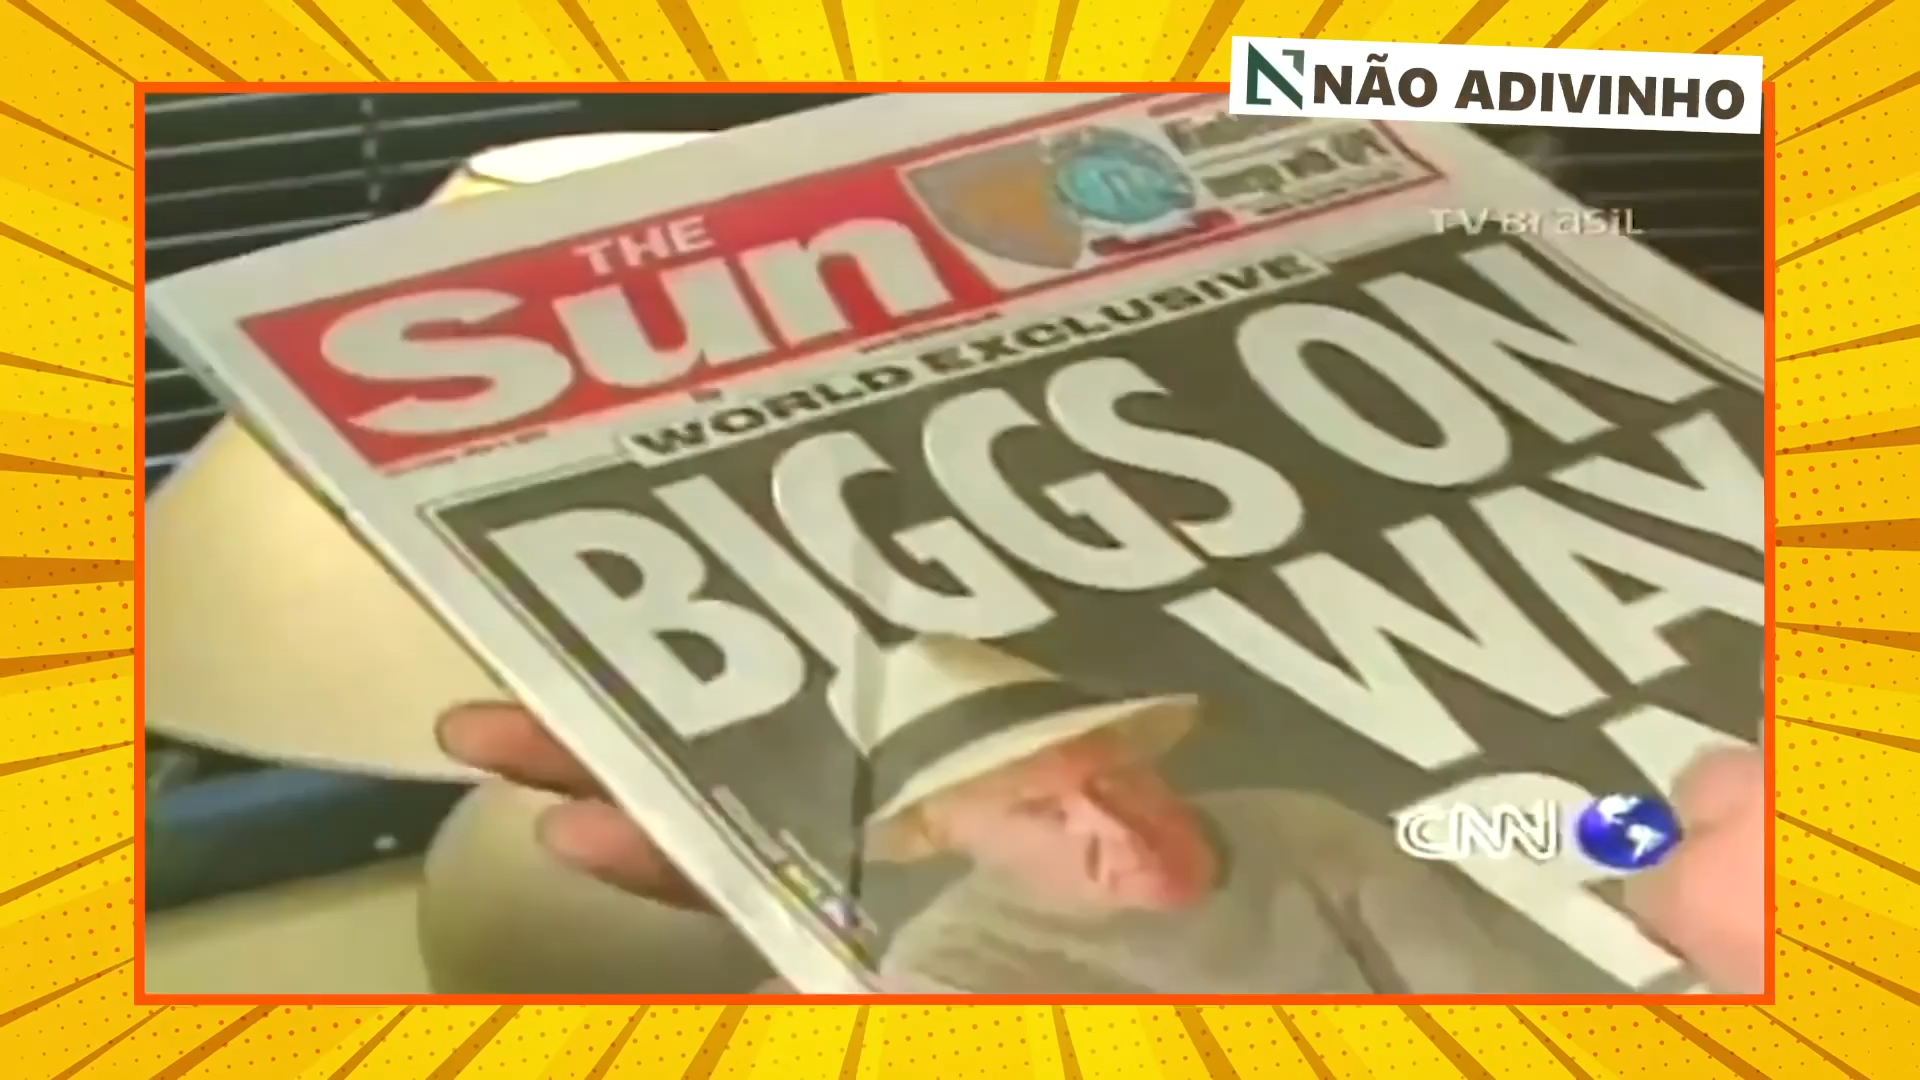 NÃO ADIVINHO
TV Brasil
THE
Sun
WORLD EXCLUSIVE
BIGGS ON
WAY
CNN